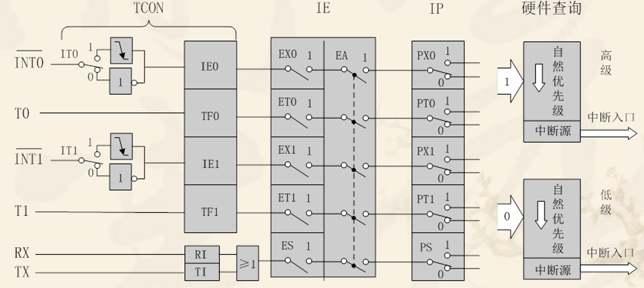 TCON IE IP 硬件查询
INT0 IT0 1 0 1 IE0 EX0 1 EA 1 PX0 1 0 1 自然优先级 高级
T0 TF0 ET0 1 PT0 1 0 中断源 中断入口
INT1 IT1 1 0 1 IE1 EX1 1 PX1 1 0
T1 TF1 ET1 1 PT1 1 0 0 自然优先级 低级
RX RI ≥1 ES 1 PS 1 0 中断入口
TX TI 中断源